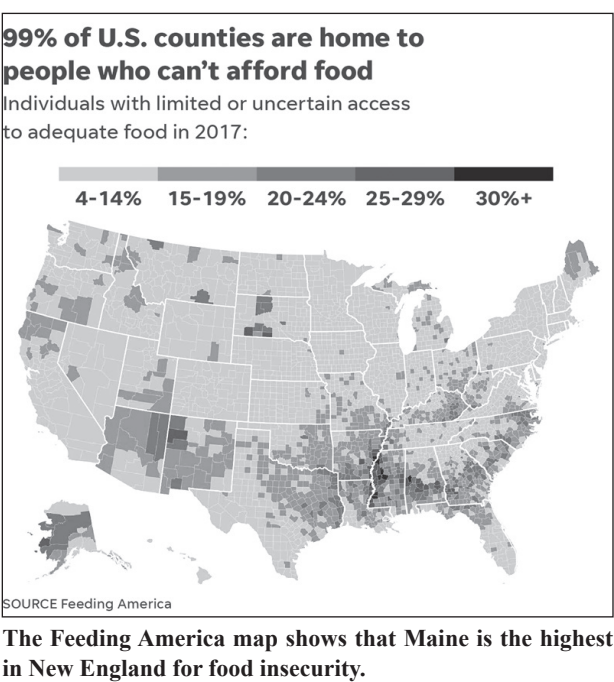 99% of U.S. counties are home to
people who can’t afford food
Individuals with limited or uncertain access
to adequate food in 2017:
4-14% 15-19% 20-24% 25-29% 30%+
SOURCE Feeding America
The Feeding America map shows that Maine is the highest
in New England for food insecurity.